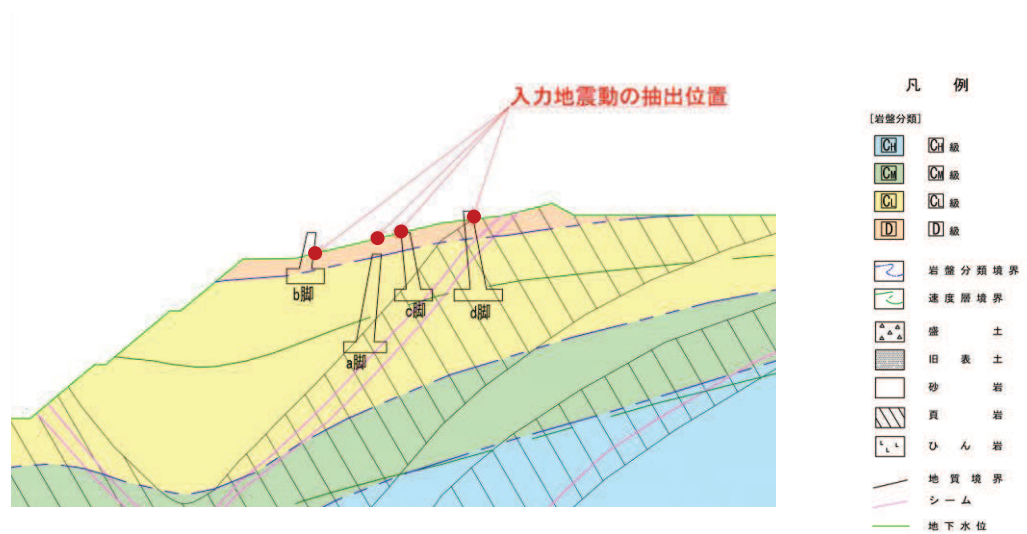 入力地震動の抽出位置
b脚
a脚
c脚
d脚
凡 例
[岩盤分類]
CH CH 級
CM CM 級
CL CL 級
D D 級
岩盤分類境界
速度層境界
盛土
旧表土
砂岩
頁岩
ひん岩
地質境界
シーム
地下水位